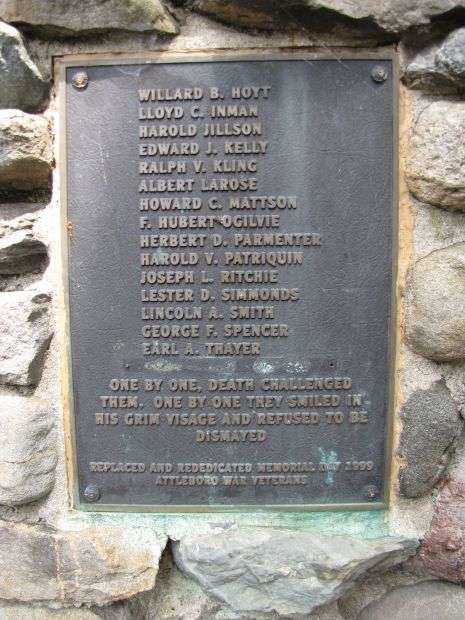 WILLARD B. HOYT
LLOYD C. INMAN
HAROLD JILLSON
EDWARD J. KELLY
RALPH V. KLING
ALBERT LAROSE
HOWARD C. MATTSON
F. HUBERT OGILVIE
HERBERT D. PARMENTER
HAROLD V. PATRIQUIN
JOSEPH L. RITCHIE
LESTER D. SIMMONDS
LINCOLN A. SMITH
GEORGE F. SPENCER
EARL A. THAYER
ONE BY ONE, DEATH CHALLENGED
THEM. ONE BY ONE THEY SMILED IN
HIS GRIM VISAGE AND REFUSED TO BE
DISMAYED
REPLACED AND REDEDICATED MEMORIAL DAY 1999
ATTLEBORO WAR VETERANS